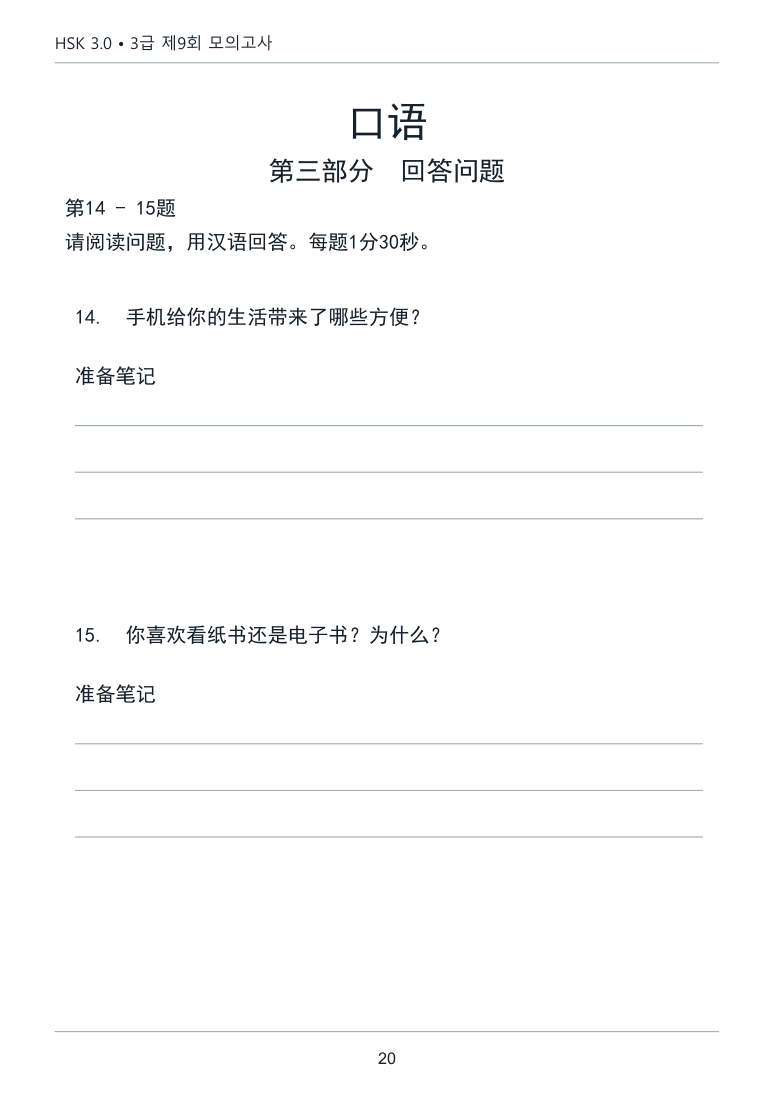 HSK 3.0 • 3급 제9회 모의고사
口语
第三部分　回答问题
第14 － 15题
请阅读问题，用汉语回答。每题1分30秒。
14.　手机给你的生活带来了哪些方便？
准备笔记
15.　你喜欢看纸书还是电子书？为什么？
准备笔记
20